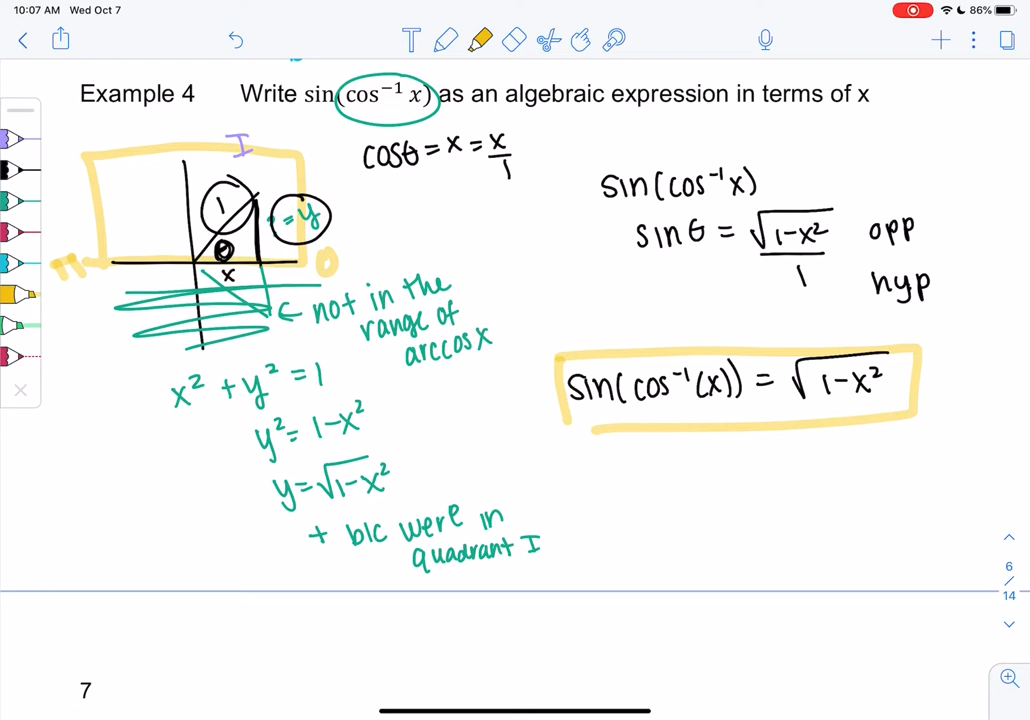 10:07 AM Wed Oct 7
86%
Example 4 Write sin(cos⁻¹ x) as an algebraic expression in terms of x
I
cosθ = x = x/1
1
= y
θ
x
π
0
← not in the
range of
arccos x
x² + y² = 1
y² = 1-x²
y = √1-x²
+ b/c were in
quadrant I
sin(cos⁻¹x)
sinθ = √1-x² / 1
opp
hyp
sin(cos⁻¹(x)) = √1-x²
6
/
14
7